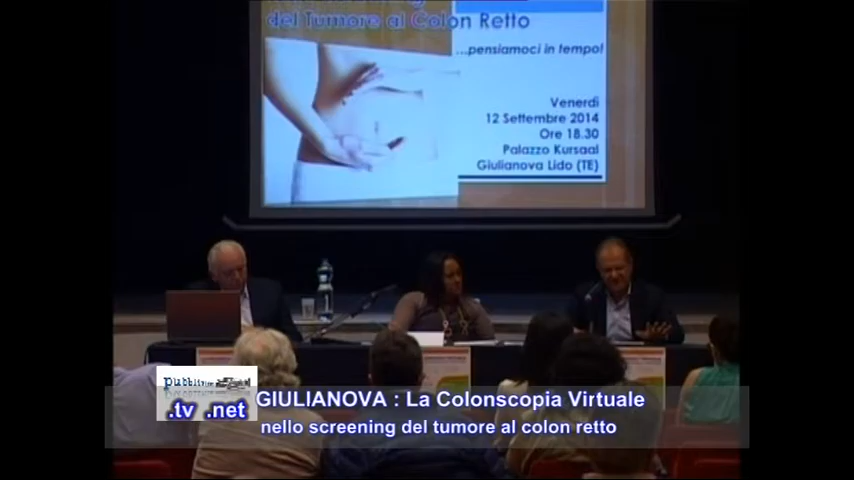 del Tumore al Colon Retto
...pensiamoci in tempo!
Venerdì
12 Settembre 2014
Ore 18.30
Palazzo Kursaal
Giulianova Lido (TE)
.tv .net
GIULIANOVA : La Colonscopia Virtuale
nello screening del tumore al colon retto